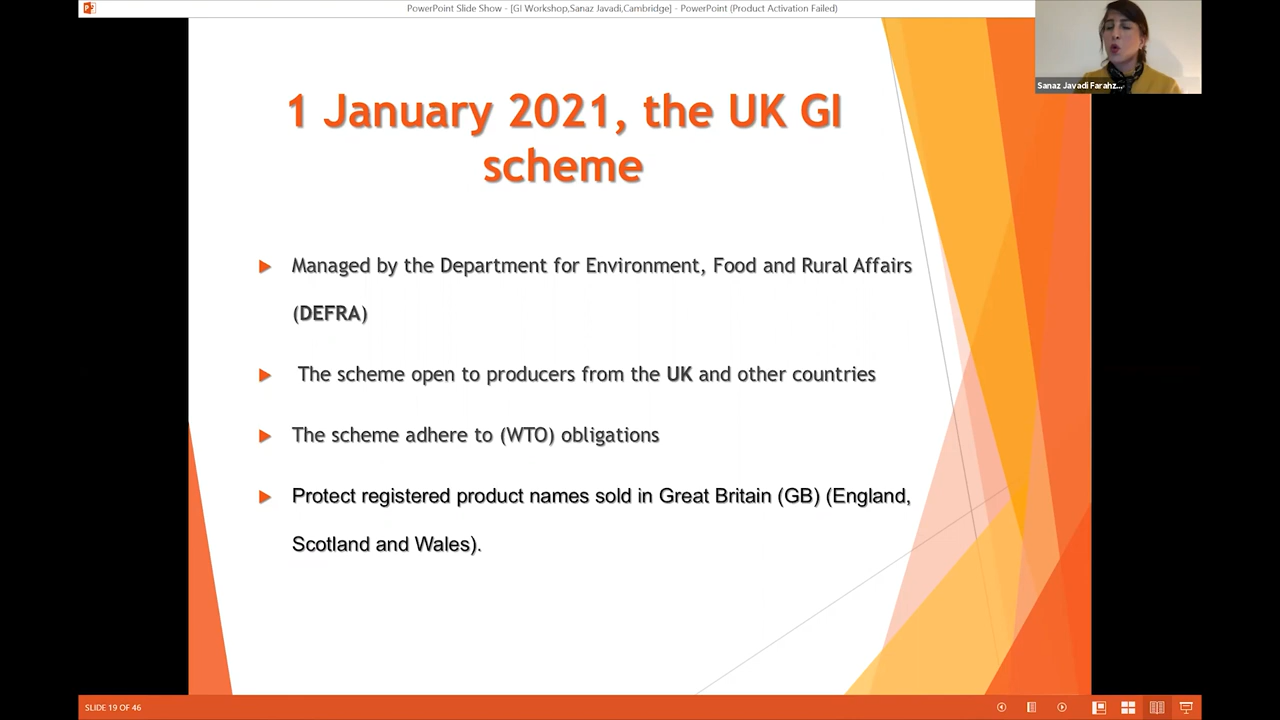 PowerPoint Slide Show - [GI Workshop,Sanaz Javadi,Cambridge] - PowerPoint (Product Activation Failed)
Sanaz Javadi Farahz...
1 January 2021, the UK GI
scheme
Managed by the Department for Environment, Food and Rural Affairs
(DEFRA)
The scheme open to producers from the UK and other countries
The scheme adhere to (WTO) obligations
Protect registered product names sold in Great Britain (GB) (England,
Scotland and Wales).
SLIDE 19 OF 46